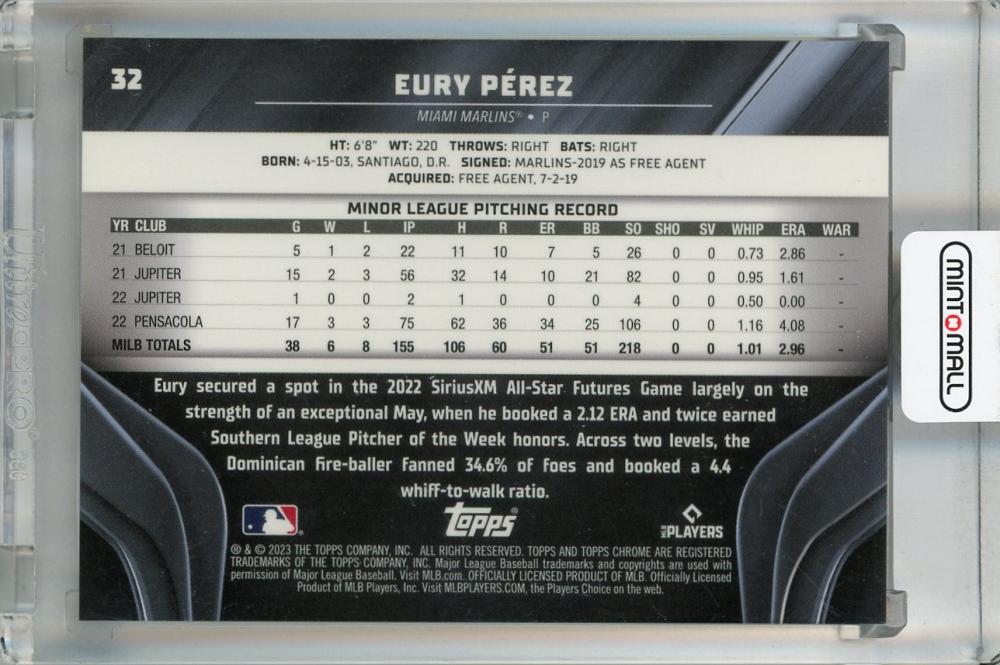 32
EURY PÉREZ
MIAMI MARLINS® • P
HT: 6'8" WT: 220 THROWS: RIGHT BATS: RIGHT
BORN: 4-15-03, SANTIAGO, D.R. SIGNED: MARLINS-2019 AS FREE AGENT
ACQUIRED: FREE AGENT, 7-2-19
MINOR LEAGUE PITCHING RECORD
YR CLUB G W L IP H R ER BB SO SHO SV WHIP ERA WAR
21 BELOIT 5 1 2 22 11 10 7 5 26 0 0 0.73 2.86 -
21 JUPITER 15 2 3 56 32 14 10 21 82 0 0 0.95 1.61 -
22 JUPITER 1 0 0 2 1 0 0 0 4 0 0 0.50 0.00 -
22 PENSACOLA 17 3 3 75 62 36 34 25 106 0 0 1.16 4.08 -
MILB TOTALS 38 6 8 155 106 60 51 51 218 0 0 1.01 2.96 -
Eury secured a spot in the 2022 SiriusXM All-Star Futures Game largely on the
strength of an exceptional May, when he booked a 2.12 ERA and twice earned
Southern League Pitcher of the Week honors. Across two levels, the
Dominican fire-baller fanned 34.6% of foes and booked a 4.4
whiff-to-walk ratio.
topps®
MLB PLAYERS
® & © 2023 THE TOPPS COMPANY, INC. ALL RIGHTS RESERVED. TOPPS AND TOPPS CHROME ARE REGISTERED
TRADEMARKS OF THE TOPPS COMPANY, INC. Major League Baseball trademarks and copyrights are used with
permission of Major League Baseball. Visit MLB.com. OFFICIALLY LICENSED PRODUCT OF MLB. Officially Licensed
Product of MLB Players, Inc. Visit MLBPLAYERS.COM, the Players Choice on the web.
MINT MALL
Ultra PRO®